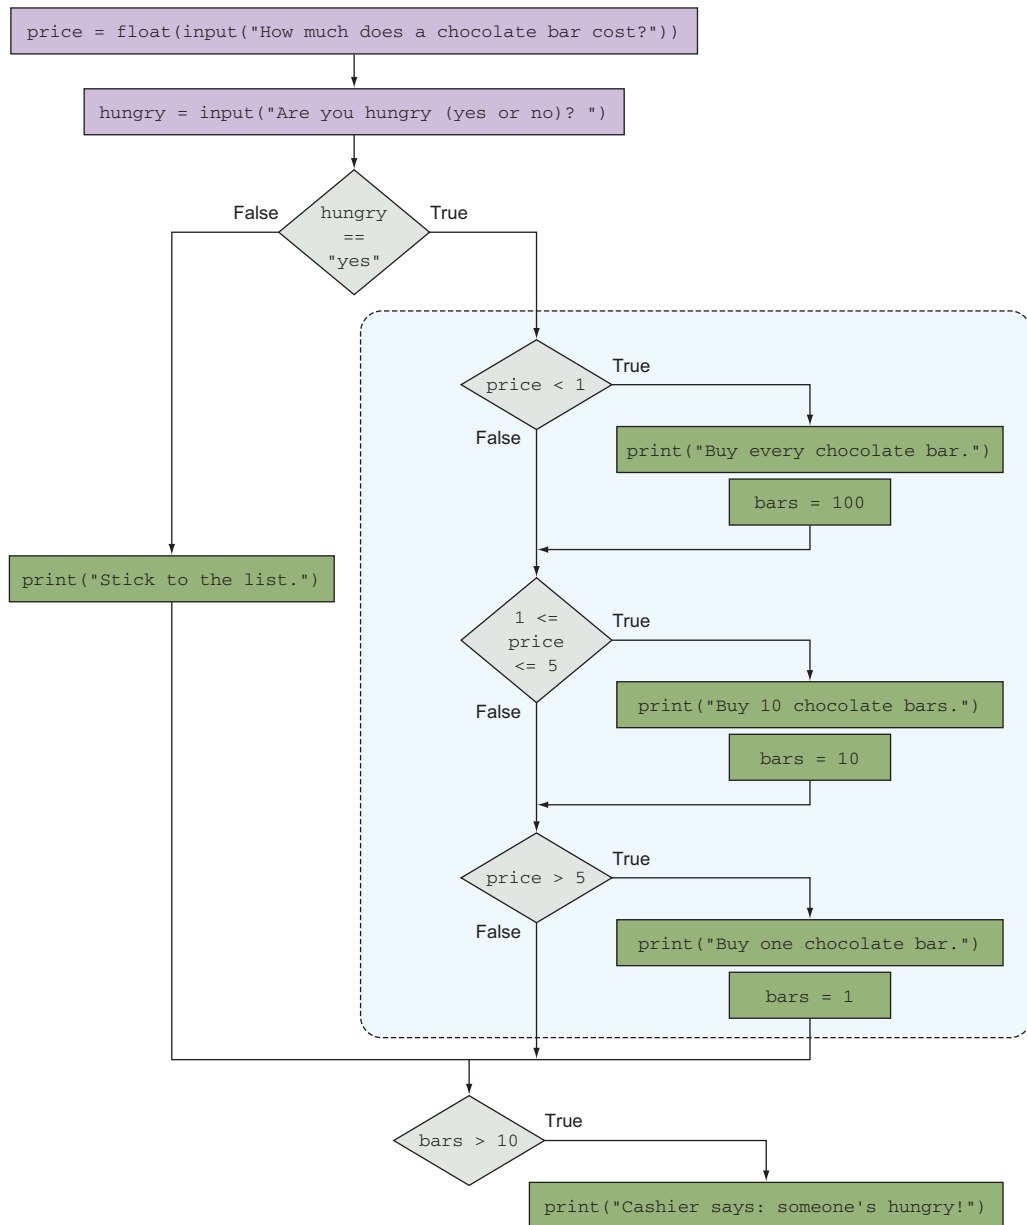 price = float(input("How much does a chocolate bar cost?"))
hungry = input("Are you hungry (yes or no)? ")
False
True
hungry
==
"yes"
True
price < 1
False
print("Buy every chocolate bar.")
bars = 100
print("Stick to the list.")
1 <=
price
<= 5
True
False
print("Buy 10 chocolate bars.")
bars = 10
True
price > 5
False
print("Buy one chocolate bar.")
bars = 1
True
bars > 10
print("Cashier says: someone's hungry!")